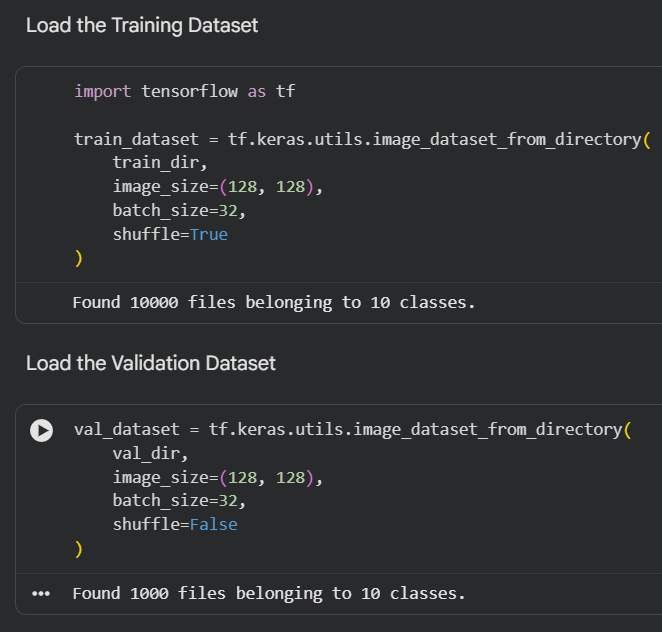 Load the Training Dataset
import tensorflow as tf
train_dataset = tf.keras.utils.image_dataset_from_directory(
    train_dir,
    image_size=(128, 128),
    batch_size=32,
    shuffle=True
)
Found 10000 files belonging to 10 classes.
Load the Validation Dataset
val_dataset = tf.keras.utils.image_dataset_from_directory(
    val_dir,
    image_size=(128, 128),
    batch_size=32,
    shuffle=False
)
Found 1000 files belonging to 10 classes.